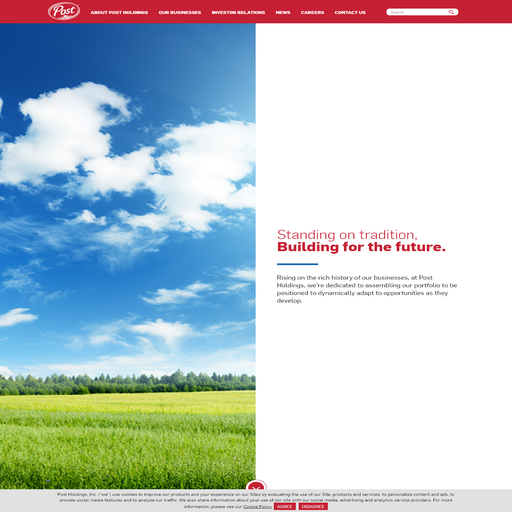 Post
ABOUT POST HOLDINGS
OUR BUSINESSES
INVESTOR RELATIONS
NEWS
CAREERS
CONTACT US
Search
Standing on tradition,
Building for the future.
Rising on the rich history of our businesses, at Post
Holdings, we're dedicated to assembling our portfolio to be
positioned to dynamically adapt to opportunities as they
develop.
Post Holdings, Inc. ("we") use cookies to improve our products and your experience on our Sites by evaluating the use of our Site, products and services, to personalize content and ads, to
provide social media features and to analyze our traffic. We also share information about your use of our site with our social media, advertising and analytics service providers. For more
information, please see our Cookie Policy AGREE DISAGREE